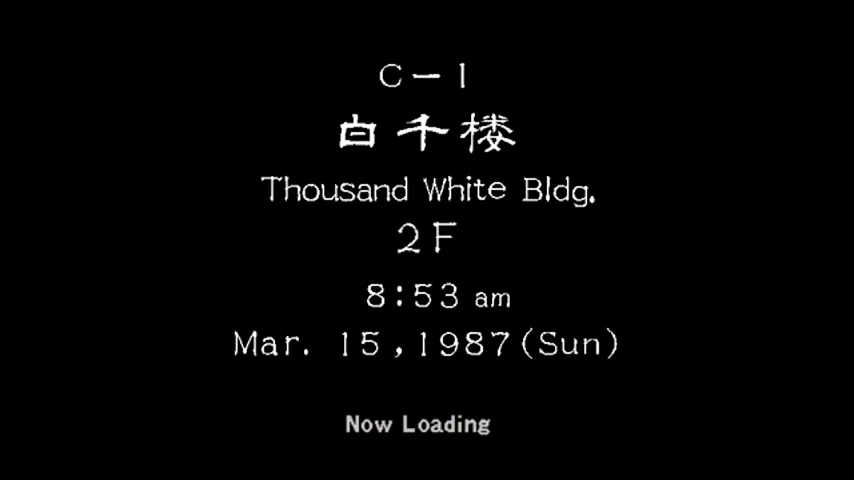 C-1
白千楼
Thousand White Bldg.
2F
8:53 am
Mar. 15,1987(Sun)
Now Loading